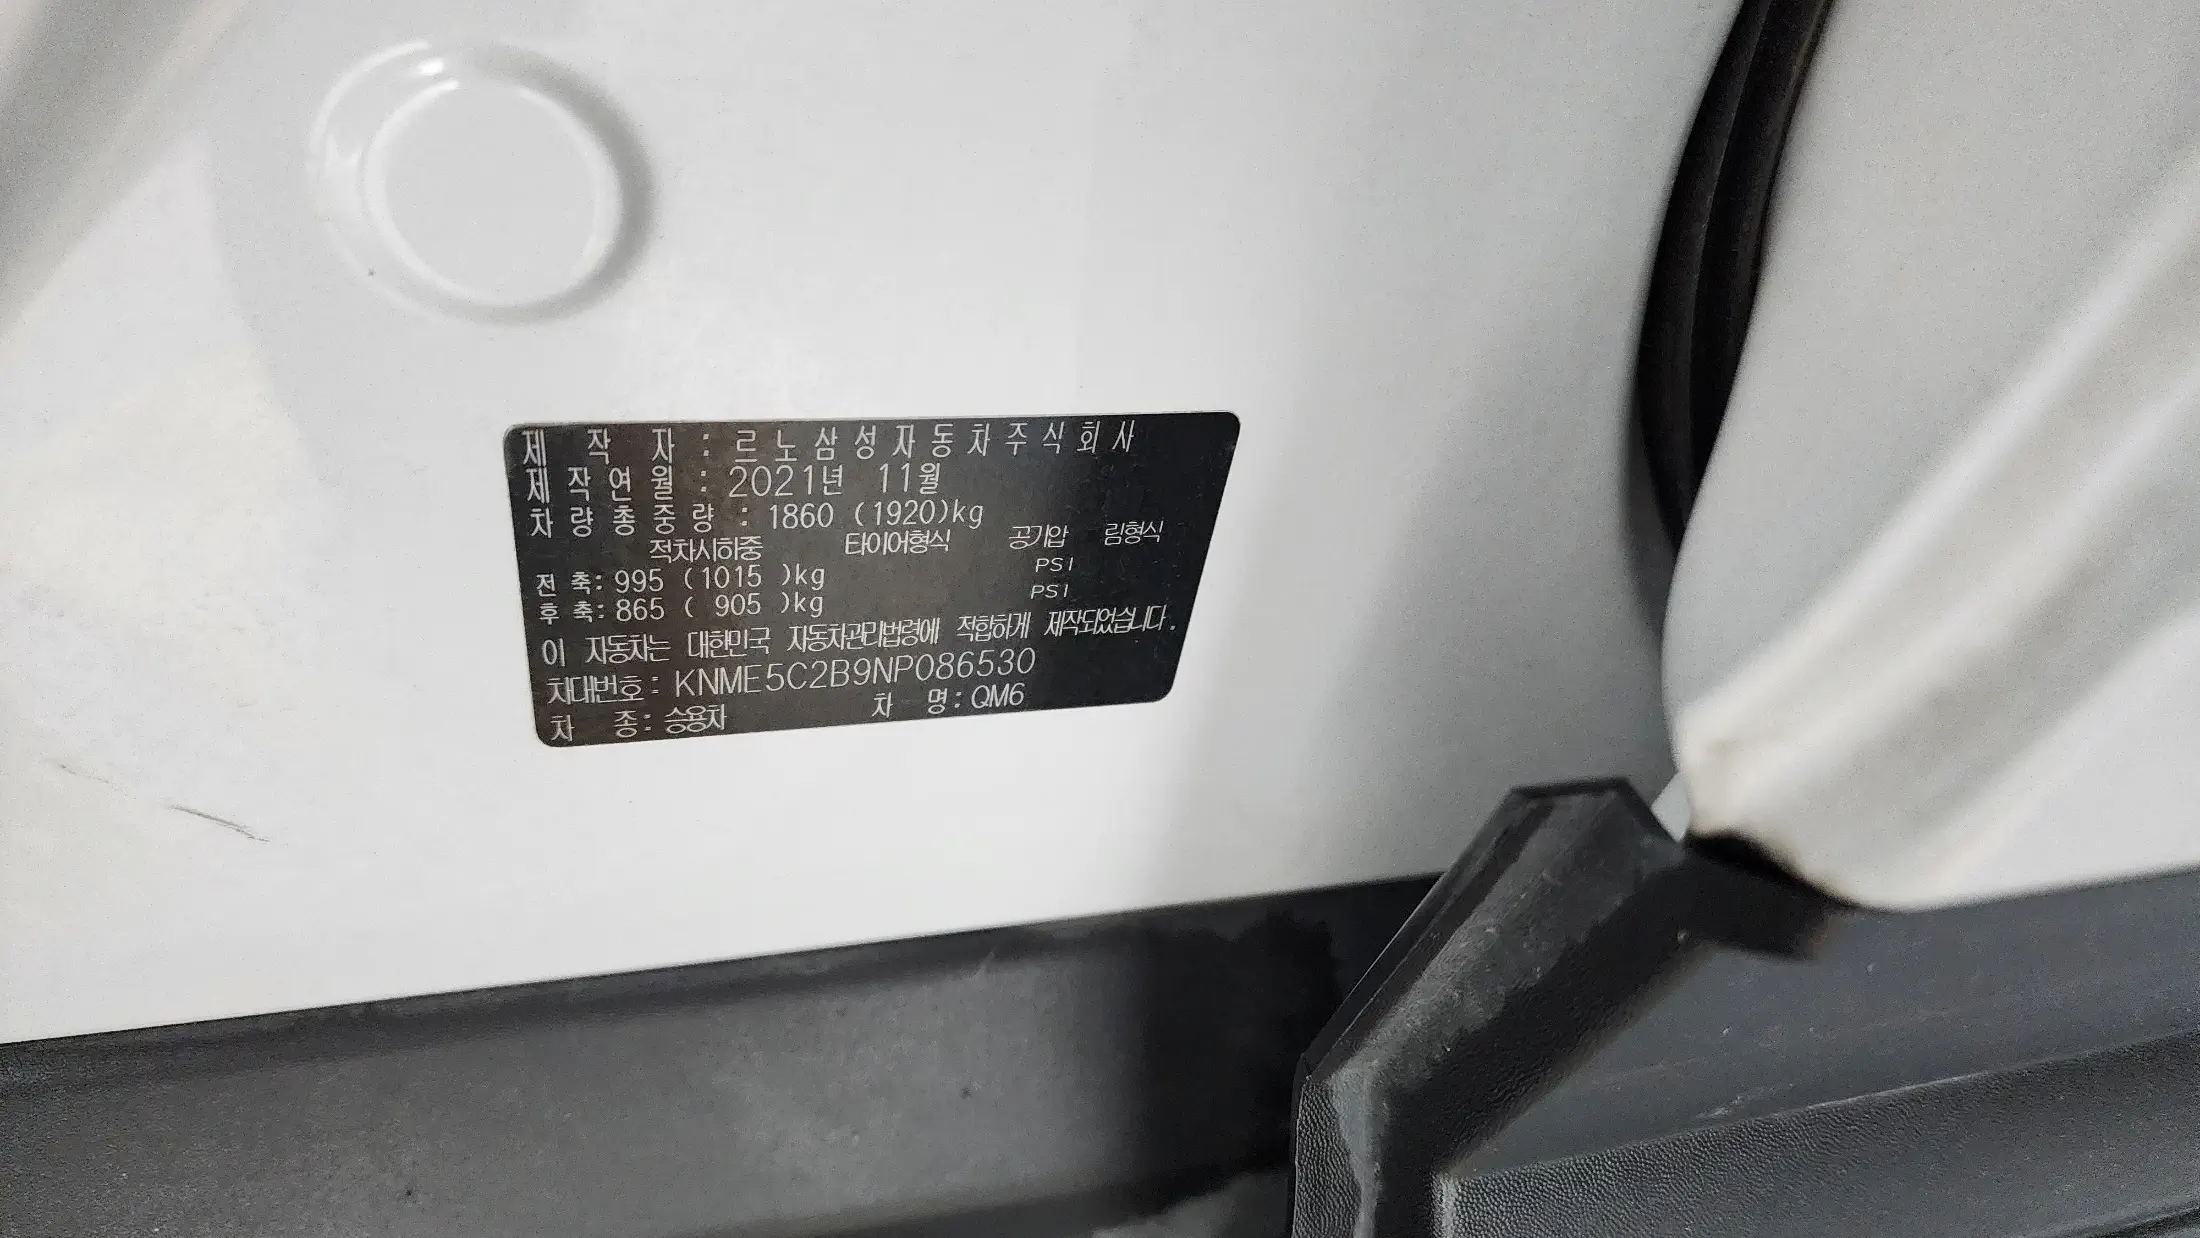 제 작 자 : 르노삼성자동차주식회사
제작연월 : 2021년 11월
차량총중량 : 1860 (1920)kg
적차시하중 타이어형식 공기압 림형식
전 축: 995 (1015 )kg PSI
후 축: 865 ( 905 )kg PSI
이 자동차는 대한민국 자동차관리법령에 적합하게 제작되었습니다.
차대번호: KNME5C2B9NP086530
차 종: 승용차 차 명: QM6